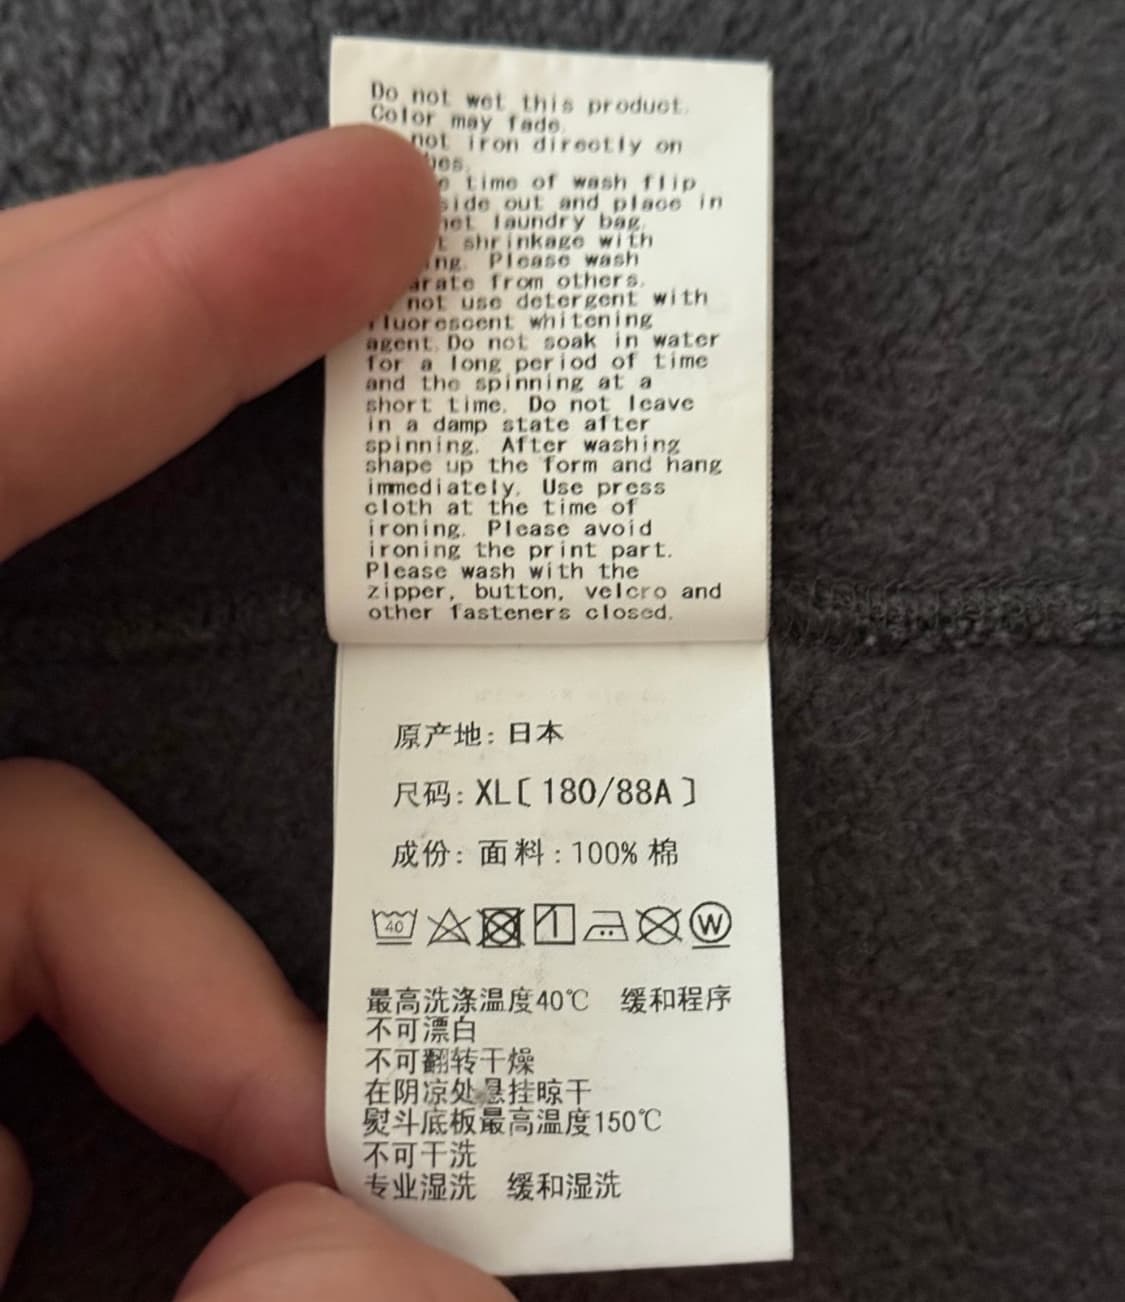 Do not wet this product.
Color may fade.
not iron directly on
time of wash flip
out and place in
laundry bag.
shrinkage with
Please wash
from others.
not use detergent with
fluorescent whitening
agent. Do not soak in water
for a long period of time
and the spinning at a
short time. Do not leave
in a damp state after
spinning. After washing
shape up the form and hang
immediately. Use press
cloth at the time of
ironing. Please avoid
ironing the print part.
Please wash with the
zipper, button, velcro and
other fasteners closed.
原产地: 日本
尺码: XL〔180/88A〕
成份: 面料: 100% 棉
40
W
最高洗涤温度40℃ 缓和程序
不可漂白
不可翻转干燥
在阴凉处悬挂晾干
熨斗底板最高温度150℃
不可干洗
专业湿洗 缓和湿洗